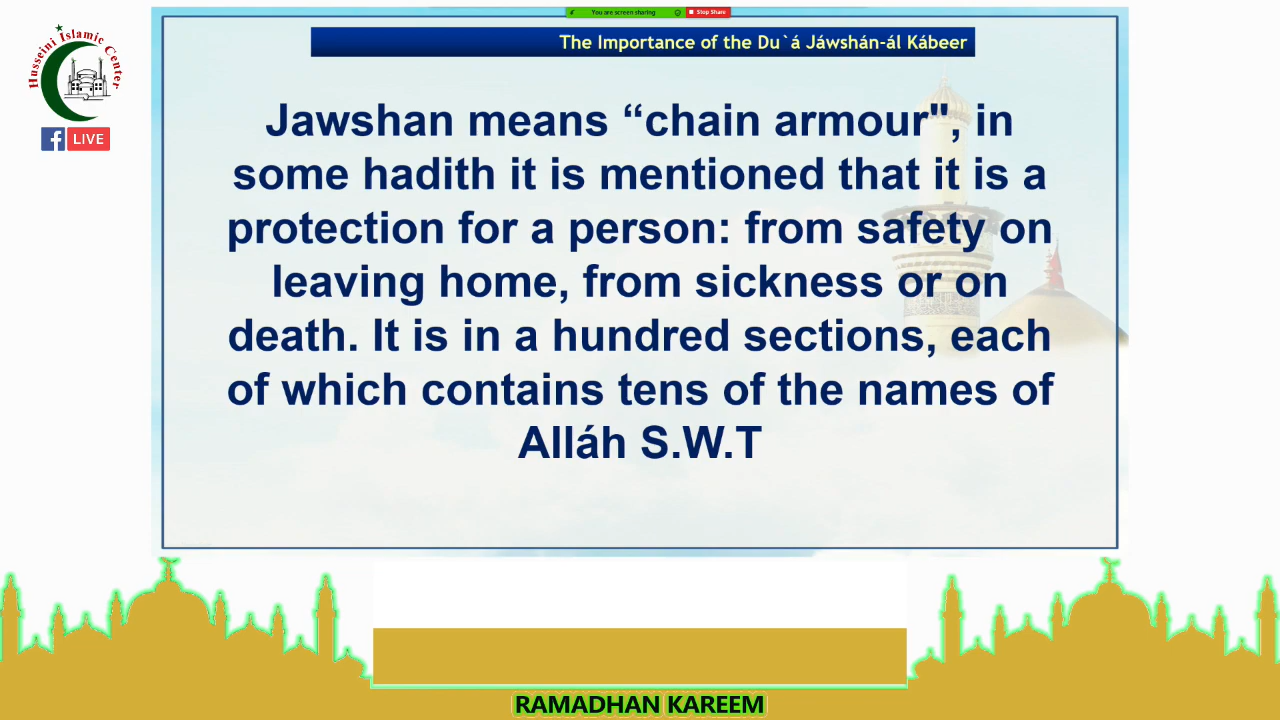 You are screen sharing
Stop Share
Husseini Islamic Center
LIVE
The Importance of the Du`á Jáwshán-ál Kábeer
Jawshan means “chain armour", in
some hadith it is mentioned that it is a
protection for a person: from safety on
leaving home, from sickness or on
death. It is in a hundred sections, each
of which contains tens of the names of
Alláh S.W.T
RAMADHAN KAREEM